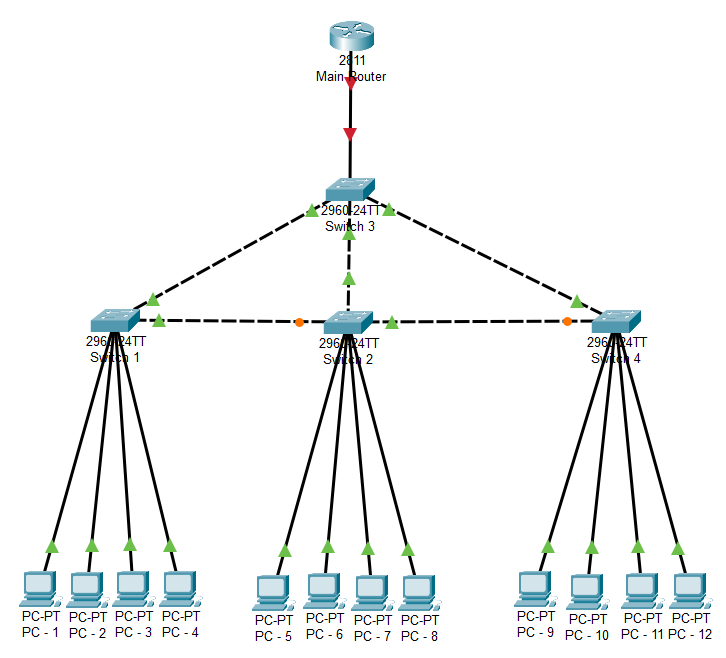 2811
Main Router
2960-24TT
Switch 3
2960-24TT
Switch 1
2960-24TT
Switch 2
2960-24TT
Switch 4
PC-PT
PC - 1
PC-PT
PC - 2
PC-PT
PC - 3
PC-PT
PC - 4
PC-PT
PC - 5
PC-PT
PC - 6
PC-PT
PC - 7
PC-PT
PC - 8
PC-PT
PC - 9
PC-PT
PC - 10
PC-PT
PC - 11
PC-PT
PC - 12